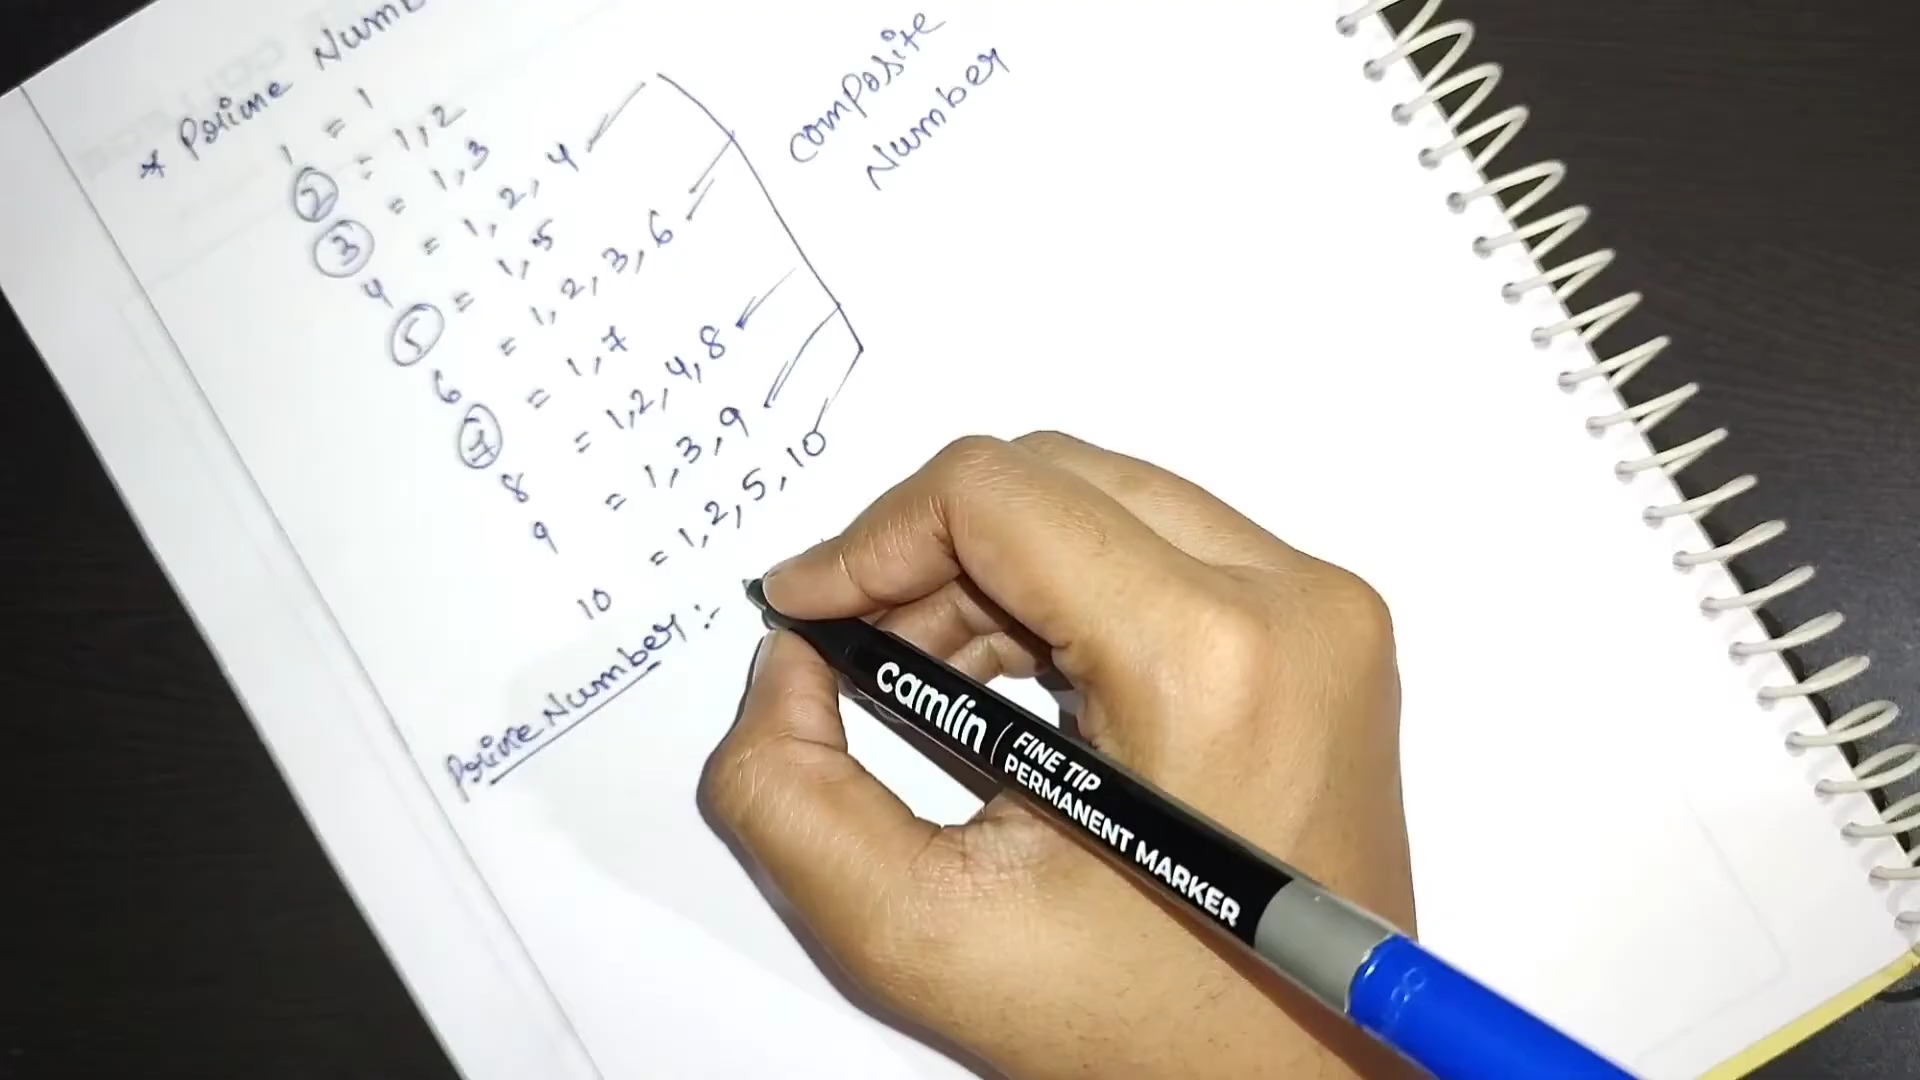 * Prime Numb
1 = 1
2 = 1, 2
3 = 1, 3
4 = 1, 2, 4
5 = 1, 5
6 = 1, 2, 3, 6
7 = 1, 7
8 = 1, 2, 4, 8
9 = 1, 3, 9
10 = 1, 2, 5, 10
Composite
Number
Prime Number :-
camlin
FINE TIP
PERMANENT MARKER